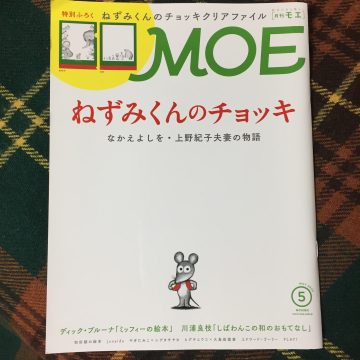 特別ふろく ねずみくんのチョッキクリアファイル
月刊モエ
MOE
ねずみくんのチョッキ
なかえよしを・上野紀子夫妻の物語
5
ディック・ブルーナ「ミッフィーの絵本」 川浦良枝「しばわんこの和のおもてなし」